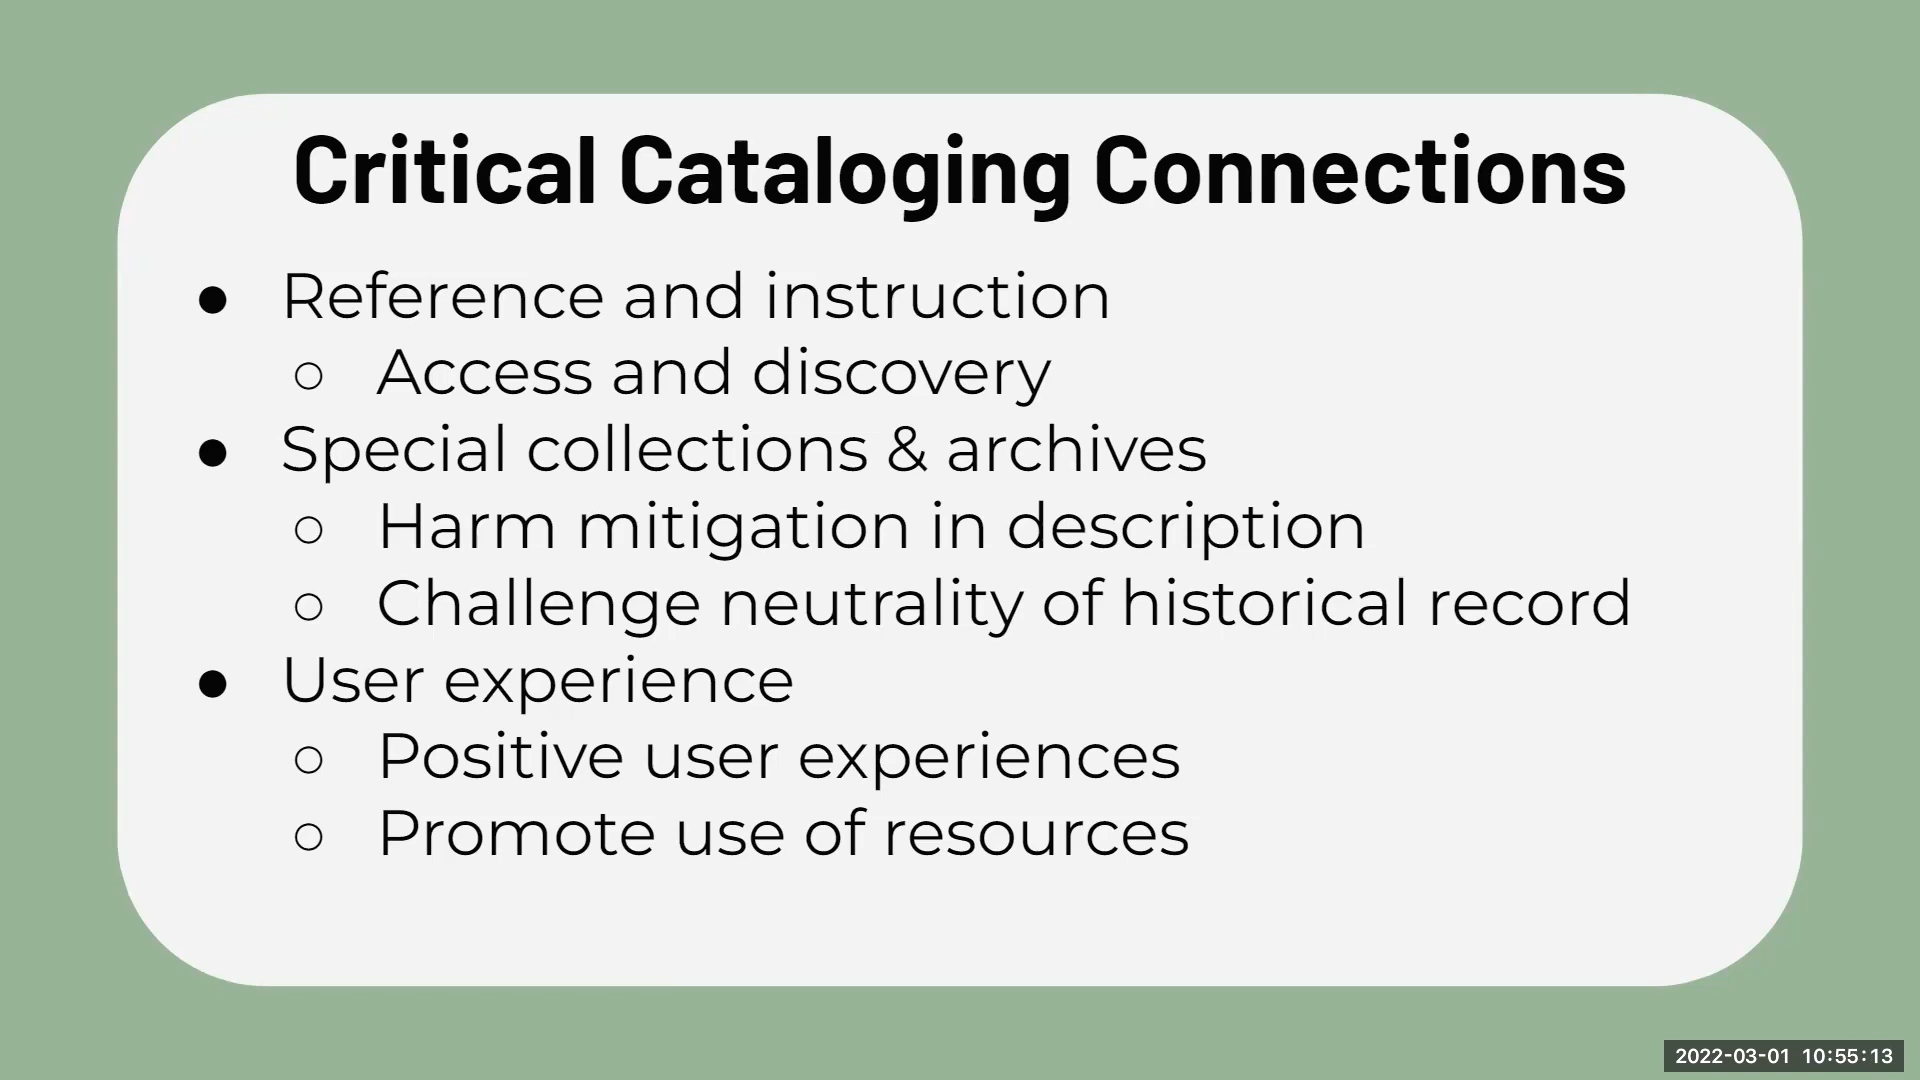 Critical Cataloging Connections
● Reference and instruction
○ Access and discovery
● Special collections & archives
○ Harm mitigation in description
○ Challenge neutrality of historical record
● User experience
○ Positive user experiences
○ Promote use of resources
2022-03-01 10:55:13